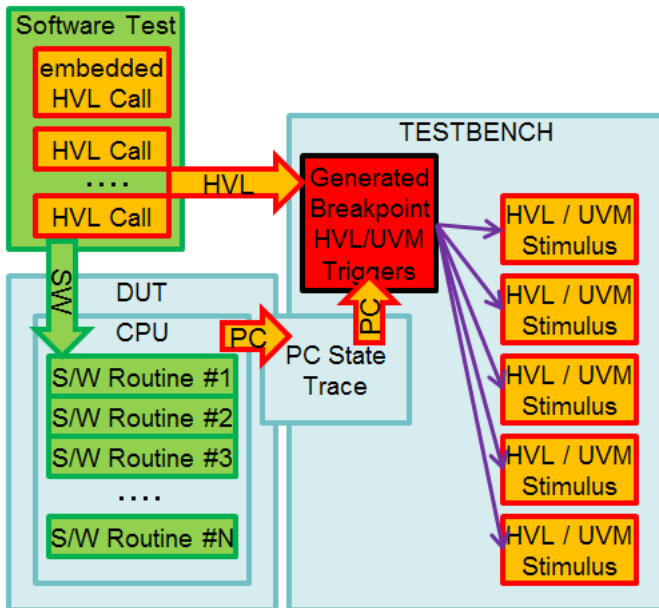 Software Test
embedded
HVL Call
HVL Call
....
HVL Call
HVL
SW
TESTBENCH
Generated
Breakpoint
HVL/UVM
Triggers
PC
HVL / UVM
Stimulus
HVL / UVM
Stimulus
HVL / UVM
Stimulus
HVL / UVM
Stimulus
HVL / UVM
Stimulus
DUT
CPU
PC
PC State
Trace
S/W Routine #1
S/W Routine #2
S/W Routine #3
....
S/W Routine #N